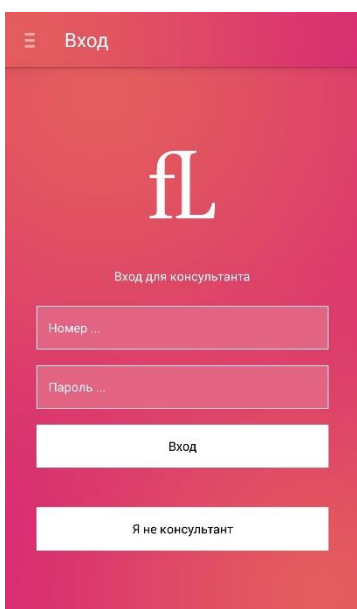 Вход
fL
Вход для консультанта
Номер ...
Пароль ...
Вход
Я не консультант